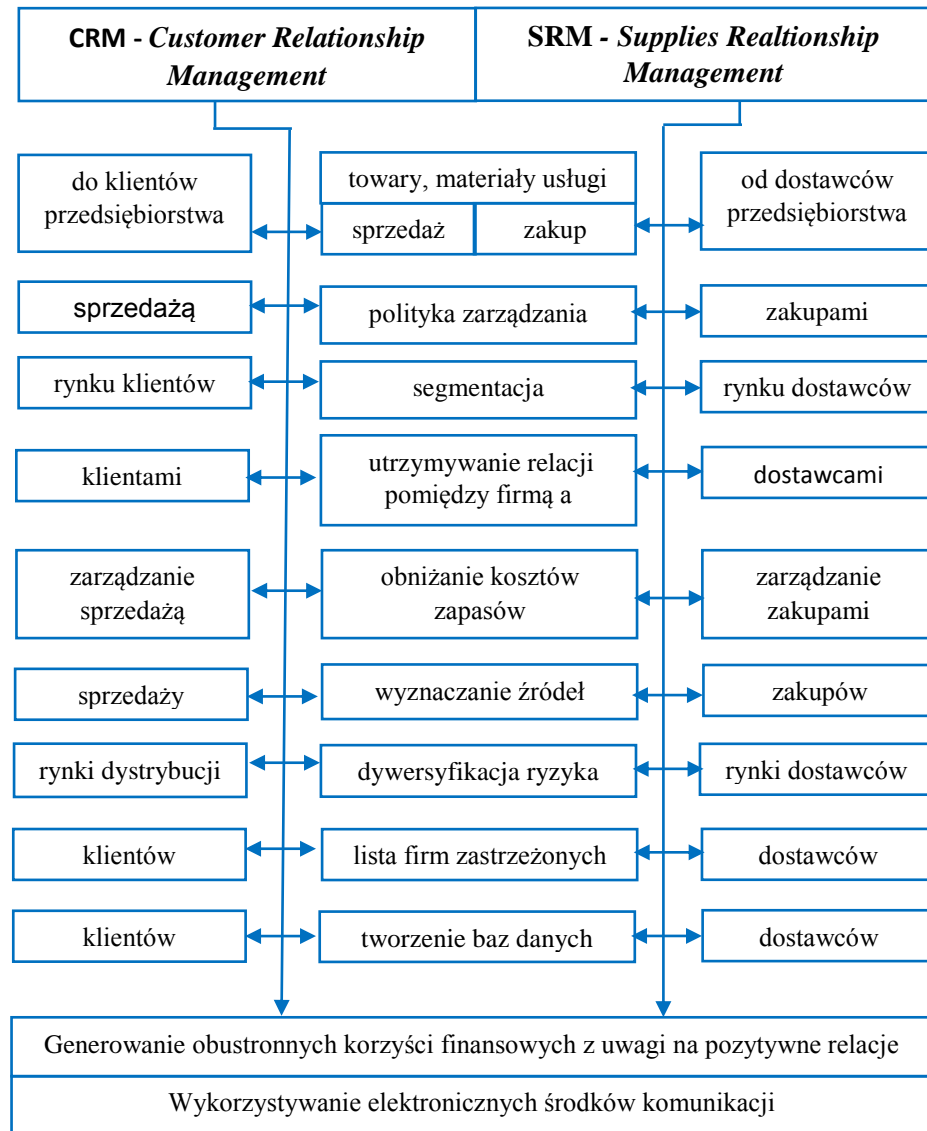 CRM - Customer Relationship
Management
SRM - Supplies Realtionship
Management
do klientów
przedsiębiorstwa
towary, materiały usługi
sprzedaż
zakup
od dostawców
przedsiębiorstwa
sprzedażą
polityka zarządzania
zakupami
rynku klientów
segmentacja
rynku dostawców
klientami
utrzymywanie relacji
pomiędzy firmą a
dostawcami
zarządzanie
sprzedażą
obniżanie kosztów
zapasów
zarządzanie
zakupami
sprzedaży
wyznaczanie źródeł
zakupów
rynki dystrybucji
dywersyfikacja ryzyka
rynki dostawców
klientów
lista firm zastrzeżonych
dostawców
klientów
tworzenie baz danych
dostawców
Generowanie obustronnych korzyści finansowych z uwagi na pozytywne relacje
Wykorzystywanie elektronicznych środków komunikacji